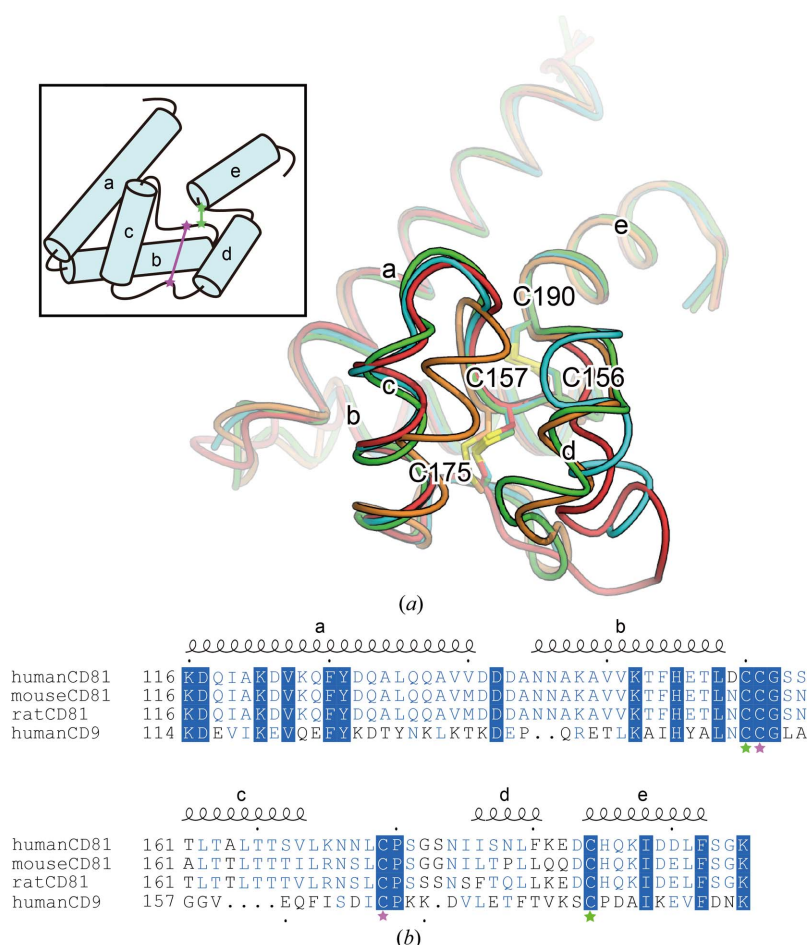 a
e
c
b
d
e
a
C190
c
C157 C156
b
d
C175
(a)
a b
humanCD81 116 KDQIAKDVKQFYDQALQQAVVDDDANNAKAVVKTFHETLDCCGSS
mouseCD81 116 KDQIAKDVKQFYDQALQQAVMDDDANNAKAVVKTFHETLNCCGSN
ratCD81 116 KDQIAKDVKQFYDQALQQAVMDDDANNAKAVVKTFHETLNCCGSN
humanCD9 114 KDEVIKEVQEFYKDTYNKLKTKDEP..QRETLKAIHYALNCCGLA
c d e
humanCD81 161 TLTALTTSVLKNNLCPSGSNIISNLFKEDCHQKIDDLFSGK
mouseCD81 161 ALTTLTTTILRNSLCPSGGNILTPLLQQDCHQKIDELFSGK
ratCD81 161 TLTTLTTTVLRNSLCPSSSNSFTQLLKEDCHQKIDELFSGK
humanCD9 157 GGV....EQFISDICPKK.DVLETFTVKSCPDAIKEVFDNK
(b)